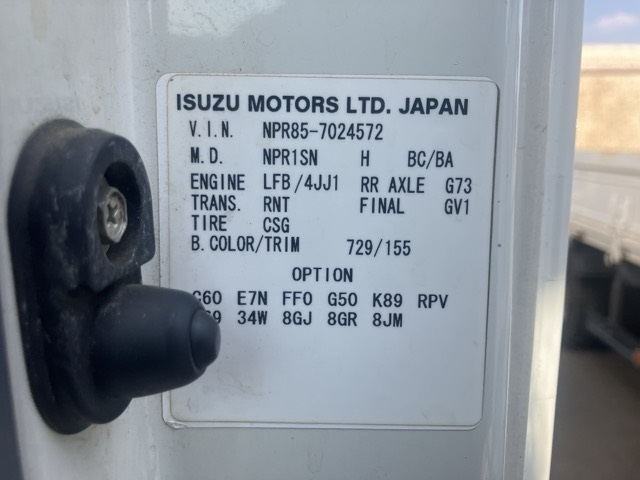 ISUZU MOTORS LTD. JAPAN
V.I.N. NPR85-7024572
M.D. NPR1SN H BC/BA
ENGINE LFB/4JJ1 RR AXLE G73
TRANS. RNT FINAL GV1
TIRE CSG
B.COLOR/TRIM 729/155
OPTION
E7N FF0 G50 K89 RPV
34W 8GJ 8GR 8JM